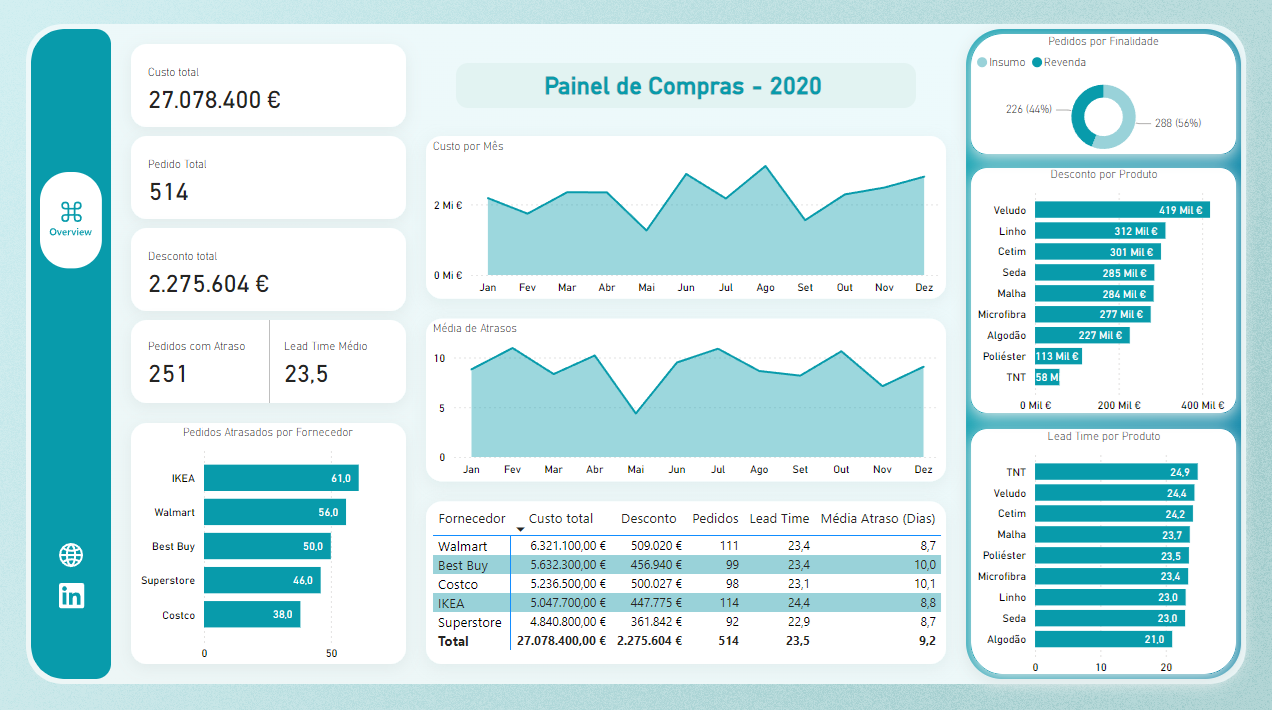 Overview
Custo total
27.078.400 €
Pedido Total
514
Desconto total
2.275.604 €
Pedidos com Atraso
251
Lead Time Médio
23,5
Pedidos Atrasados por Fornecedor
IKEA 61,0
Walmart 56,0
Best Buy 50,0
Superstore 46,0
Costco 38,0
0 50
Painel de Compras - 2020
Custo por Mês
2 Mi €
0 Mi €
Jan Fev Mar Abr Mai Jun Jul Ago Set Out Nov Dez
Média de Atrasos
10
5
0
Jan Fev Mar Abr Mai Jun Jul Ago Set Out Nov Dez
Fornecedor Custo total Desconto Pedidos Lead Time Média Atraso (Dias)
Walmart 6.321.100,00 € 509.020 € 111 23,4 8,7
Best Buy 5.632.300,00 € 456.940 € 99 23,4 10,0
Costco 5.236.500,00 € 500.027 € 98 23,1 10,1
IKEA 5.047.700,00 € 447.775 € 114 24,4 8,8
Superstore 4.840.800,00 € 361.842 € 92 22,9 8,7
Total 27.078.400,00 € 2.275.604 € 514 23,5 9,2
Pedidos por Finalidade
Insumo Revenda
226 (44%)
288 (56%)
Desconto por Produto
Veludo 419 Mil €
Linho 312 Mil €
Cetim 301 Mil €
Seda 285 Mil €
Malha 284 Mil €
Microfibra 277 Mil €
Algodão 227 Mil €
Poliéster 113 Mil €
TNT 58 M
0 Mil € 200 Mil € 400 Mil €
Lead Time por Produto
TNT 24,9
Veludo 24,4
Cetim 24,2
Malha 23,7
Poliéster 23,5
Microfibra 23,4
Linho 23,0
Seda 23,0
Algodão 21,0
0 10 20